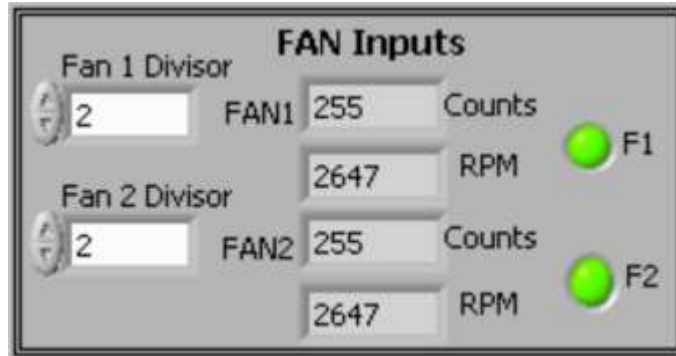 FAN Inputs
Fan 1 Divisor
2
FAN1 255 Counts
2647 RPM
F1
Fan 2 Divisor
2
FAN2 255 Counts
2647 RPM
F2